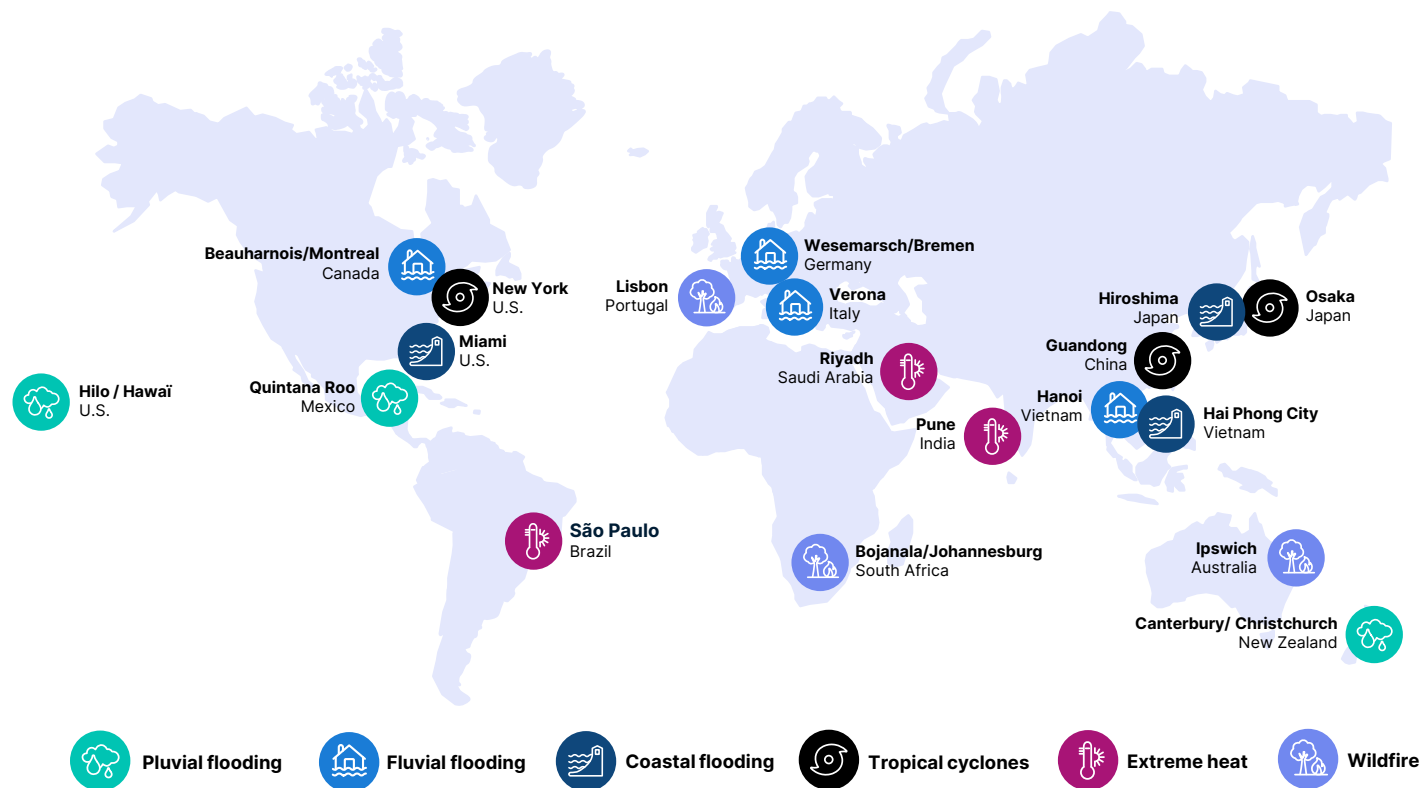 Beauharnois/Montreal
Canada
New York
U.S.
Miami
U.S.
Hilo / Hawaï
U.S.
Quintana Roo
Mexico
São Paulo
Brazil
Wesemarsch/Bremen
Germany
Lisbon
Portugal
Verona
Italy
Riyadh
Saudi Arabia
Pune
India
Bojanala/Johannesburg
South Africa
Hiroshima
Japan
Osaka
Japan
Guandong
China
Hanoi
Vietnam
Hai Phong City
Vietnam
Ipswich
Australia
Canterbury/ Christchurch
New Zealand
Pluvial flooding
Fluvial flooding
Coastal flooding
Tropical cyclones
Extreme heat
Wildfire